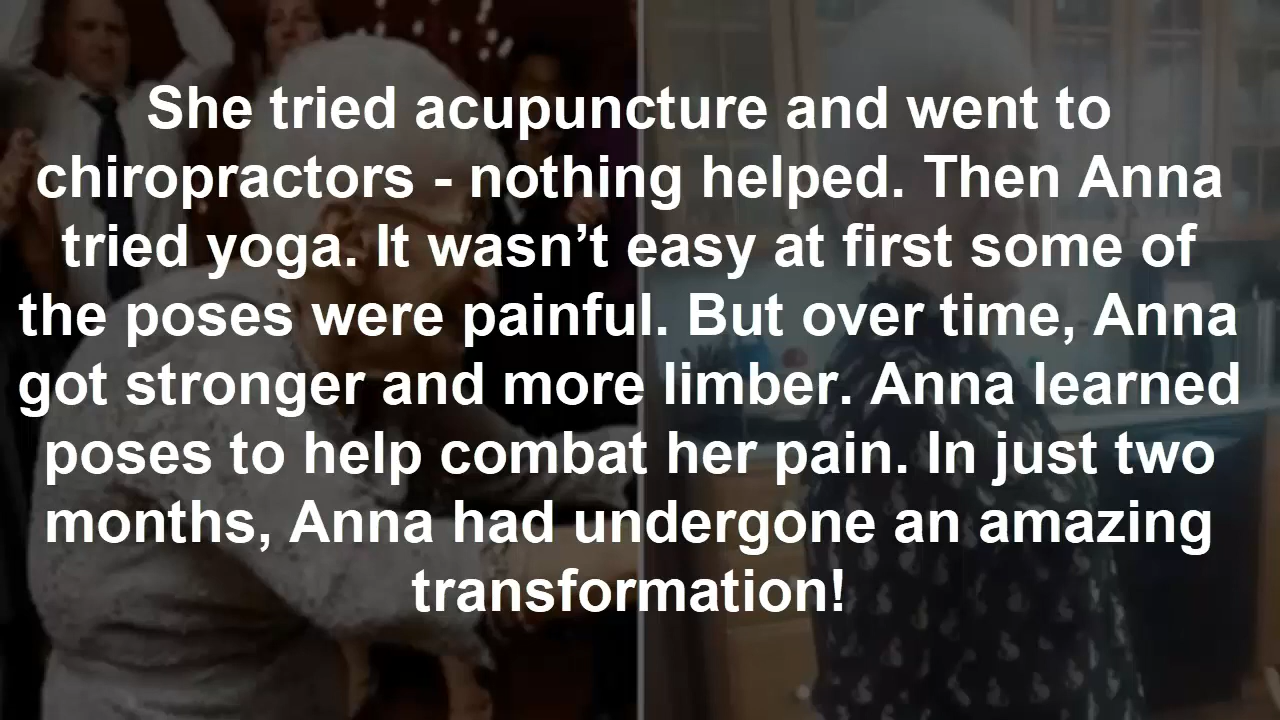 She tried acupuncture and went to
chiropractors - nothing helped. Then Anna
tried yoga. It wasn’t easy at first some of
the poses were painful. But over time, Anna
got stronger and more limber. Anna learned
poses to help combat her pain. In just two
months, Anna had undergone an amazing
transformation!